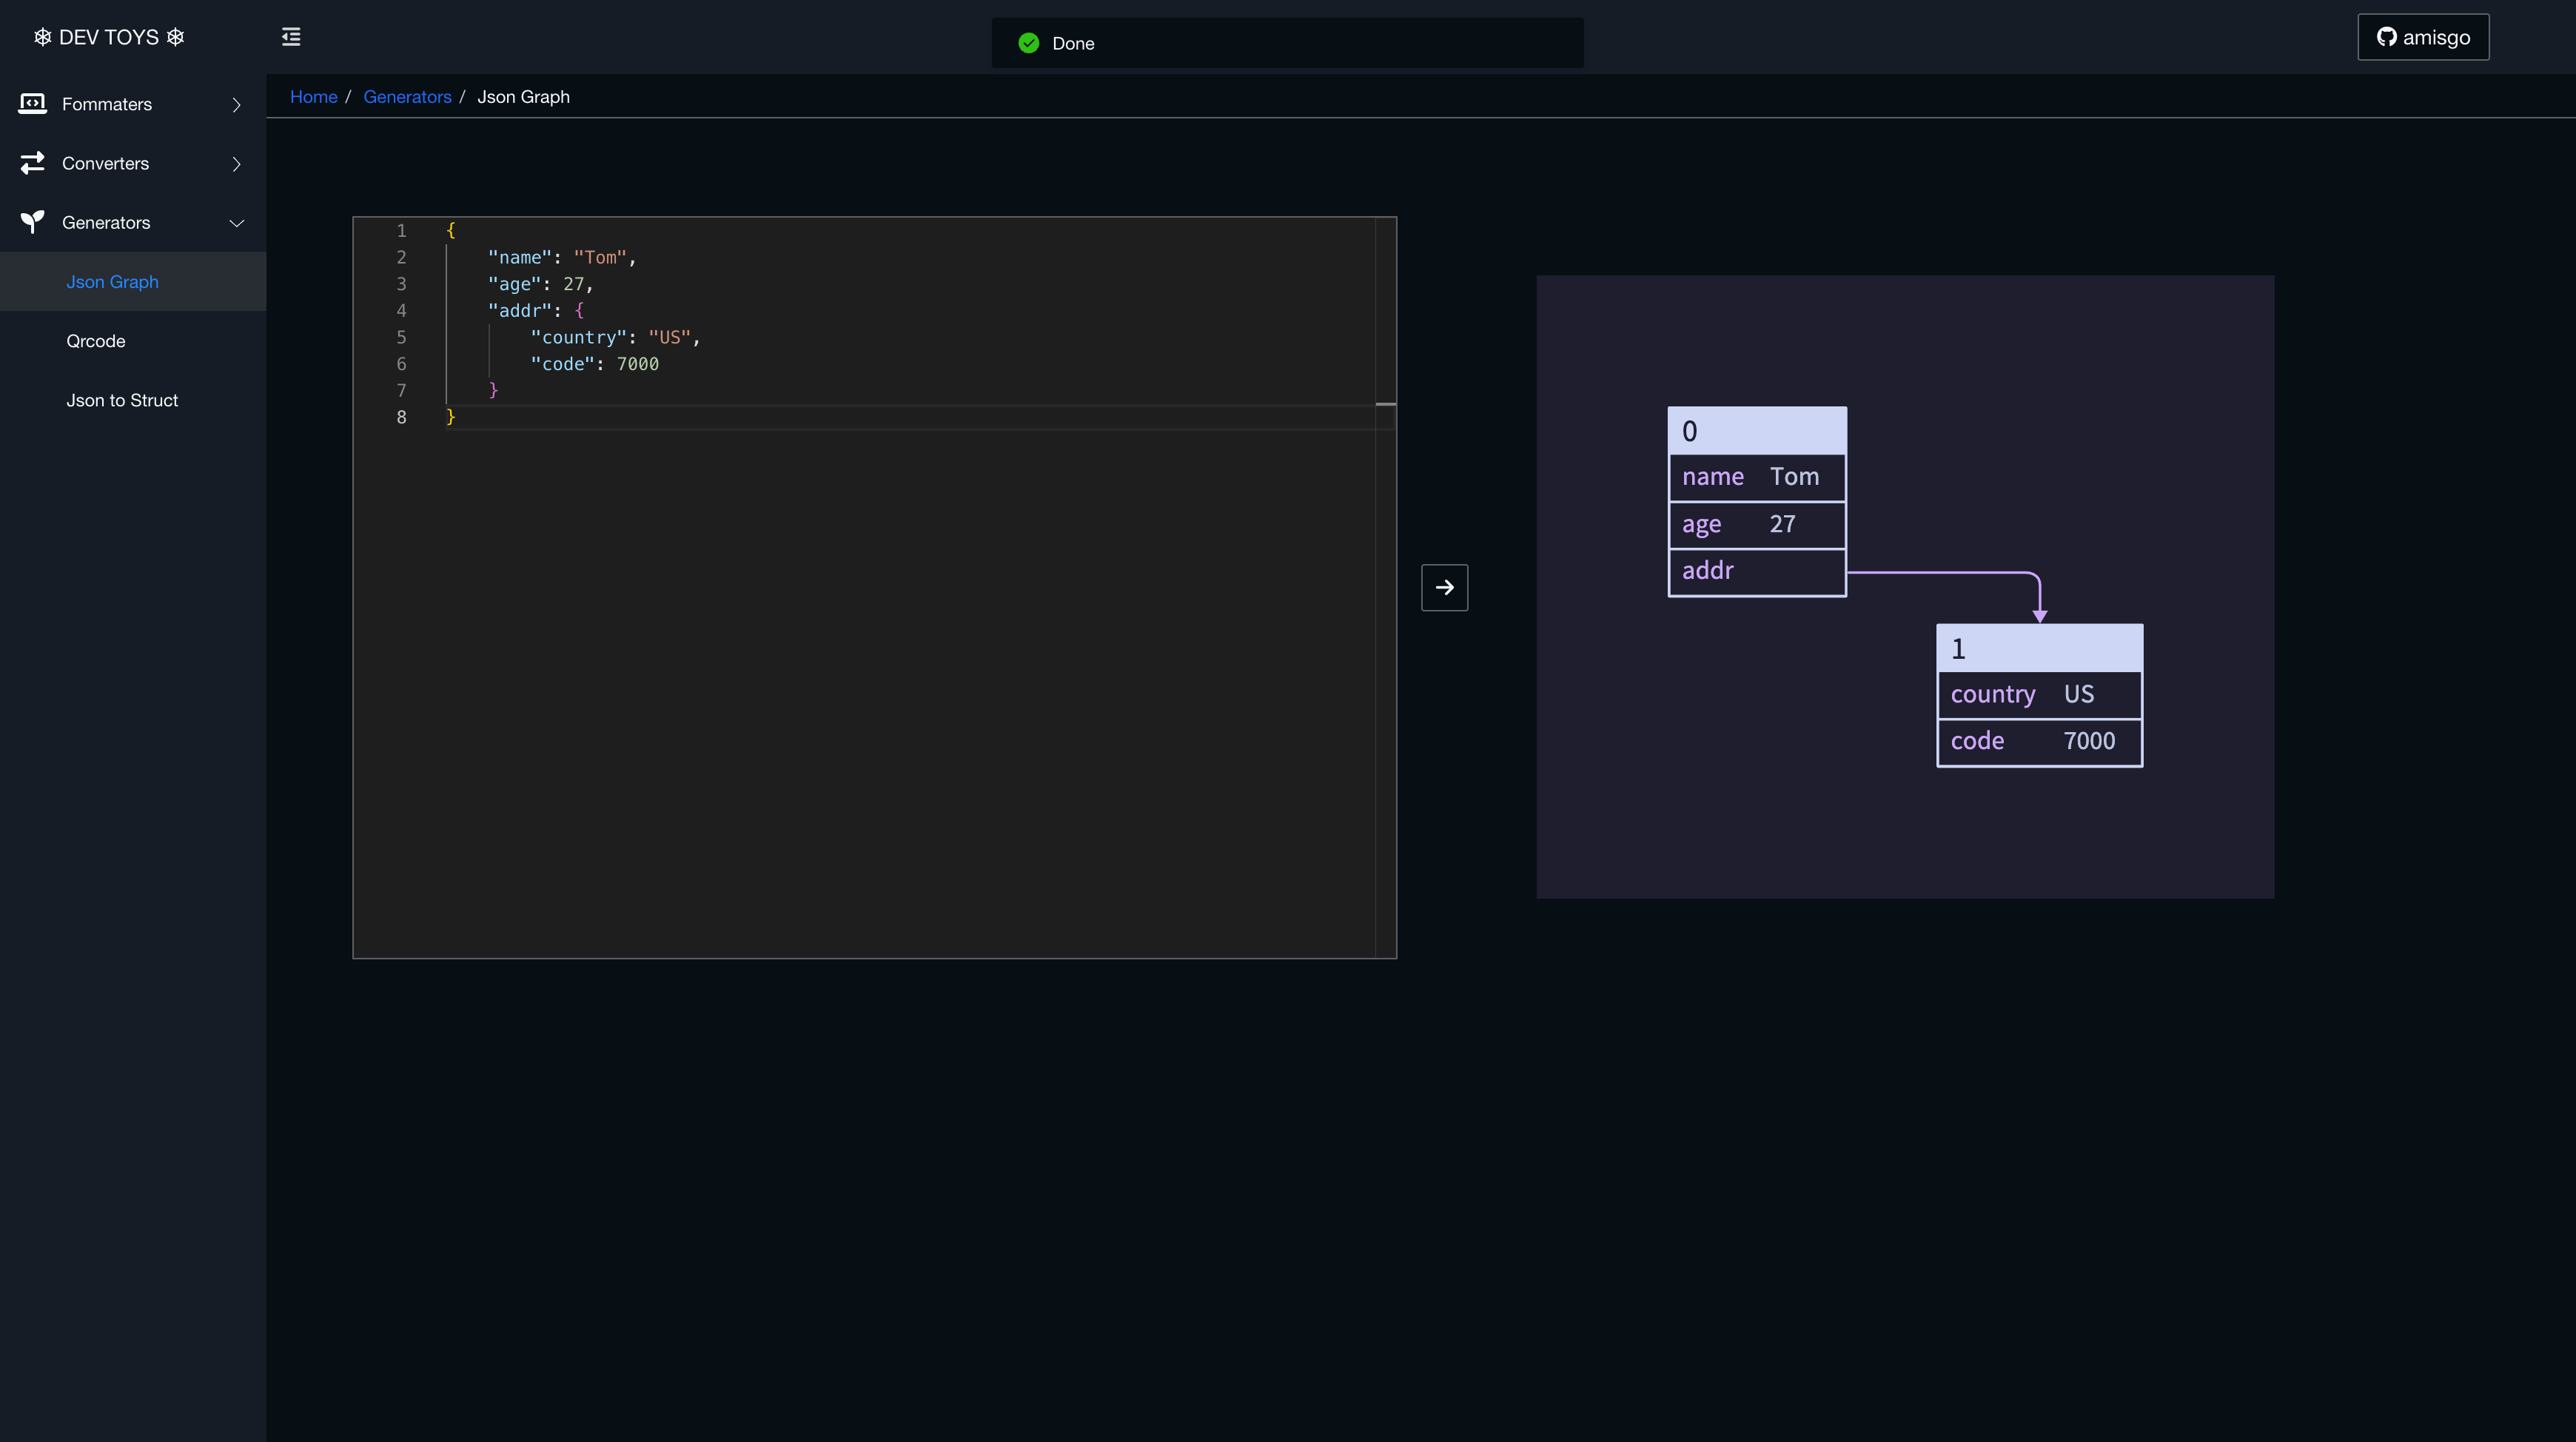 DEV TOYS
Done
amisgo
Fommaters
Converters
Generators
Json Graph
Qrcode
Json to Struct
Home / Generators / Json Graph
1 {
2     "name": "Tom",
3     "age": 27,
4     "addr": {
5         "country": "US",
6         "code": 7000
7     }
8 }
0
name Tom
age 27
addr
1
country US
code 7000